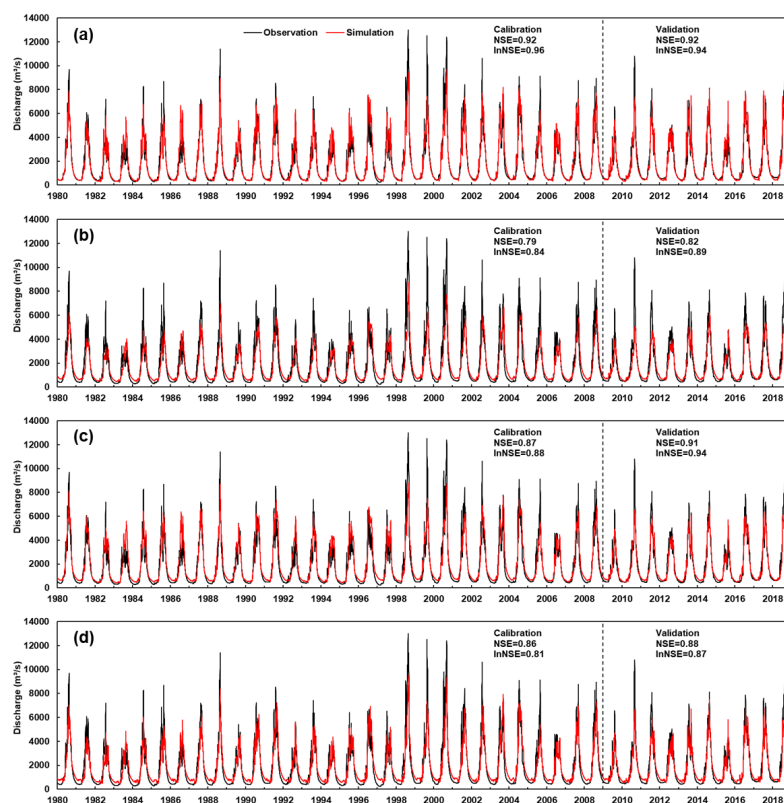 (a)
Observation Simulation
Calibration
NSE=0.92
lnNSE=0.96
Validation
NSE=0.92
lnNSE=0.94
Discharge (m³/s)
14000
12000
10000
8000
6000
4000
2000
0
1980 1982 1984 1986 1988 1990 1992 1994 1996 1998 2000 2002 2004 2006 2008 2010 2012 2014 2016 2018
(b)
Calibration
NSE=0.79
lnNSE=0.84
Validation
NSE=0.82
lnNSE=0.89
Discharge (m³/s)
14000
12000
10000
8000
6000
4000
2000
0
1980 1982 1984 1986 1988 1990 1992 1994 1996 1998 2000 2002 2004 2006 2008 2010 2012 2014 2016 2018
(c)
Calibration
NSE=0.87
lnNSE=0.88
Validation
NSE=0.91
lnNSE=0.94
Discharge (m³/s)
14000
12000
10000
8000
6000
4000
2000
0
1980 1982 1984 1986 1988 1990 1992 1994 1996 1998 2000 2002 2004 2006 2008 2010 2012 2014 2016 2018
(d)
Calibration
NSE=0.86
lnNSE=0.81
Validation
NSE=0.88
lnNSE=0.87
Discharge (m³/s)
14000
12000
10000
8000
6000
4000
2000
0
1980 1982 1984 1986 1988 1990 1992 1994 1996 1998 2000 2002 2004 2006 2008 2010 2012 2014 2016 2018